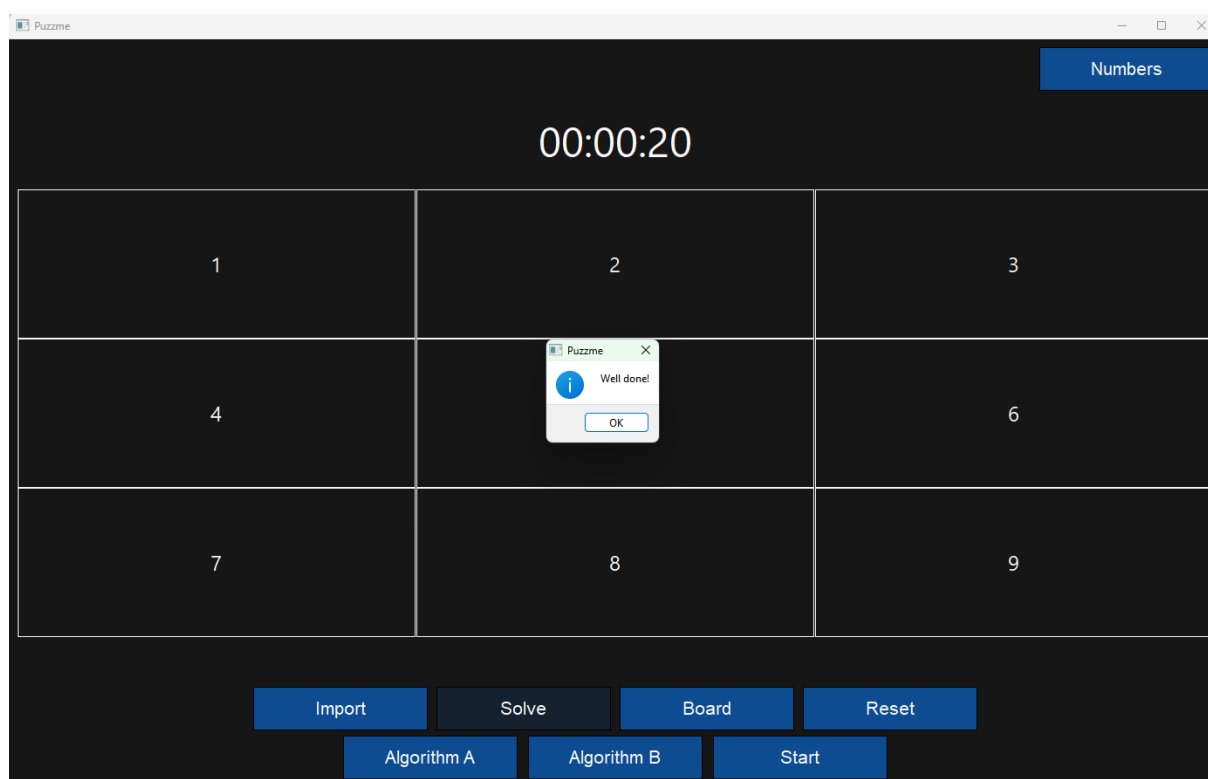 Puzzme
Numbers
00:00:20
1 2 3
Puzzme
Well done!
OK
4 6
7 8 9
Import Solve Board Reset
Algorithm A Algorithm B Start